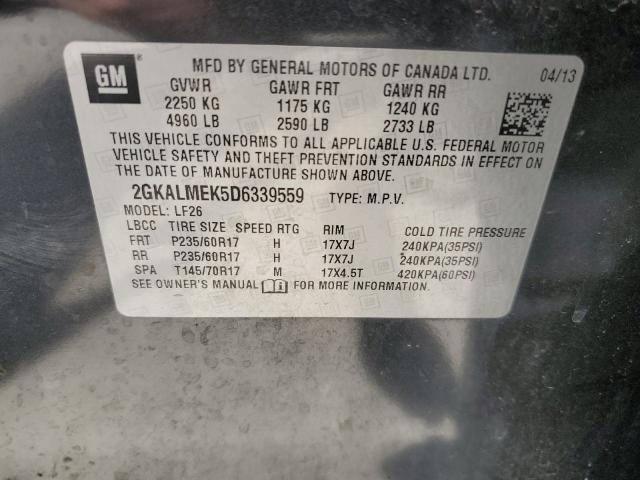 GM ®
MFD BY GENERAL MOTORS OF CANADA LTD. 04/13
GVWR GAWR FRT GAWR RR
2250 KG 1175 KG 1240 KG
4960 LB 2590 LB 2733 LB
THIS VEHICLE CONFORMS TO ALL APPLICABLE U.S. FEDERAL MOTOR
VEHICLE SAFETY AND THEFT PREVENTION STANDARDS IN EFFECT ON
THE DATE OF MANUFACTURE SHOWN ABOVE.
2GKALMEK5D6339559 TYPE: M.P.V.
MODEL: LF26
LBCC TIRE SIZE SPEED RTG RIM COLD TIRE PRESSURE
FRT P235/60R17 H 17X7J 240KPA(35PSI)
RR P235/60R17 H 17X7J 240KPA(35PSI)
SPA T145/70R17 M 17X4.5T 420KPA(60PSI)
SEE OWNER'S MANUAL FOR MORE INFORMATION.